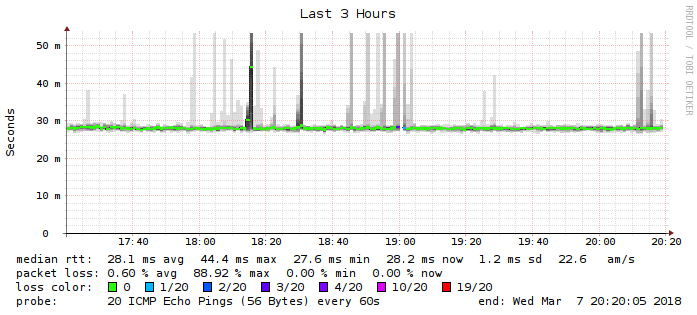 Last 3 Hours
RRDTOOL / TOBI OETIKER
Seconds
50 m
40 m
30 m
20 m
10 m
0
17:40 18:00 18:20 18:40 19:00 19:20 19:40 20:00 20:20
median rtt: 28.1 ms avg 44.4 ms max 27.6 ms min 28.2 ms now 1.2 ms sd 22.6 am/s
packet loss: 0.60 % avg 88.92 % max 0.00 % min 0.00 % now
loss color: 0 1/20 2/20 3/20 4/20 10/20 19/20
probe: 20 ICMP Echo Pings (56 Bytes) every 60s end: Wed Mar 7 20:20:05 2018